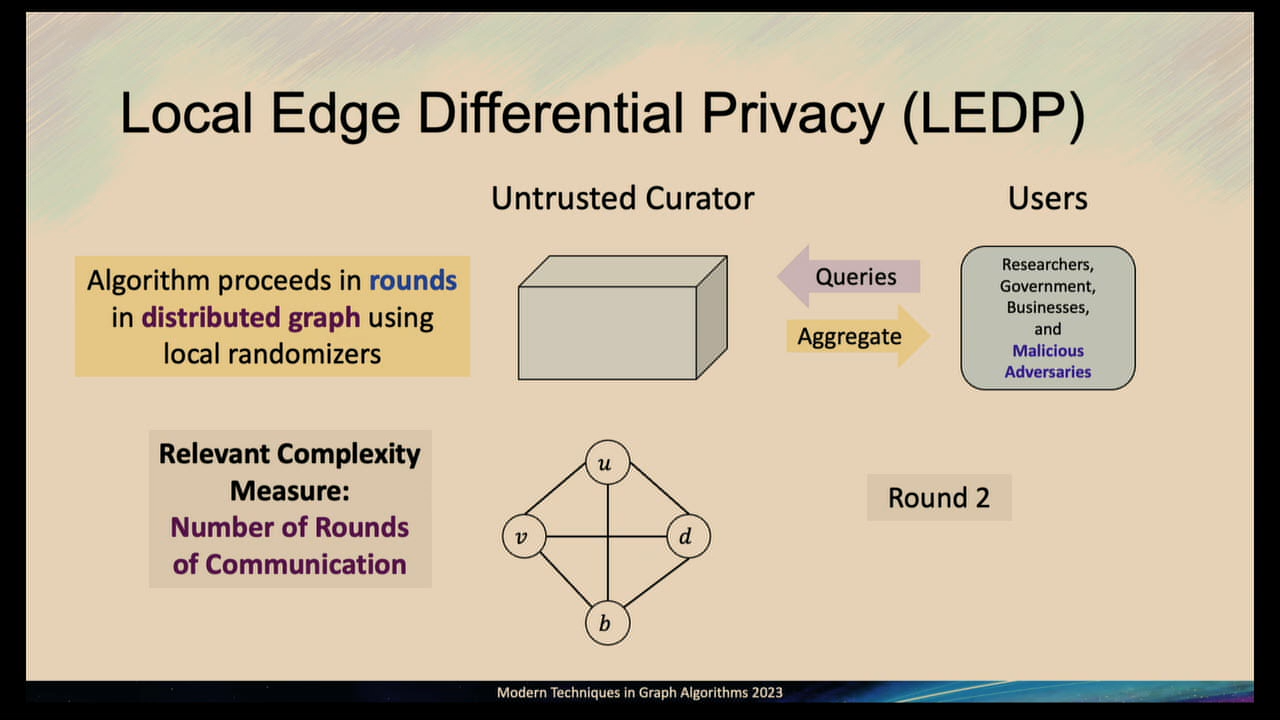 Local Edge Differential Privacy (LEDP)
Untrusted Curator
Users
Algorithm proceeds in rounds
in distributed graph using
local randomizers
Queries
Aggregate
Researchers,
Government,
Businesses,
and
Malicious
Adversaries
Relevant Complexity
Measure:
Number of Rounds
of Communication
u
v
d
b
Round 2
Modern Techniques in Graph Algorithms 2023